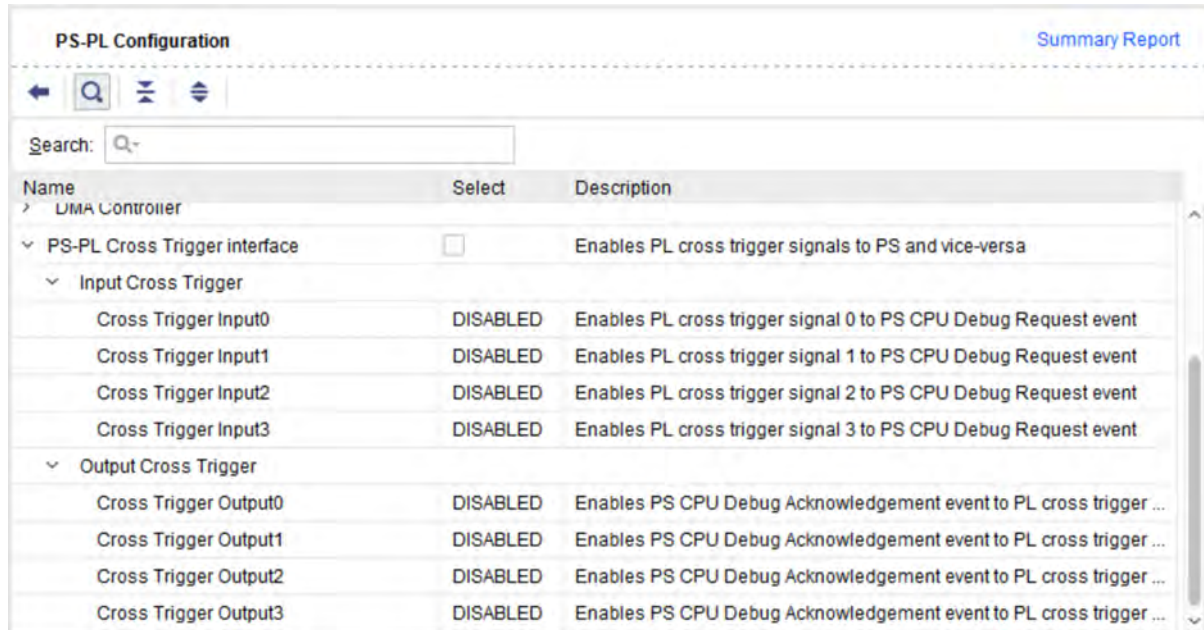 PS-PL Configuration Summary Report
Search:
Name Select Description
DMA Controller
PS-PL Cross Trigger interface Enables PL cross trigger signals to PS and vice-versa
Input Cross Trigger
Cross Trigger Input0 DISABLED Enables PL cross trigger signal 0 to PS CPU Debug Request event
Cross Trigger Input1 DISABLED Enables PL cross trigger signal 1 to PS CPU Debug Request event
Cross Trigger Input2 DISABLED Enables PL cross trigger signal 2 to PS CPU Debug Request event
Cross Trigger Input3 DISABLED Enables PL cross trigger signal 3 to PS CPU Debug Request event
Output Cross Trigger
Cross Trigger Output0 DISABLED Enables PS CPU Debug Acknowledgement event to PL cross trigger ...
Cross Trigger Output1 DISABLED Enables PS CPU Debug Acknowledgement event to PL cross trigger ...
Cross Trigger Output2 DISABLED Enables PS CPU Debug Acknowledgement event to PL cross trigger ...
Cross Trigger Output3 DISABLED Enables PS CPU Debug Acknowledgement event to PL cross trigger ...